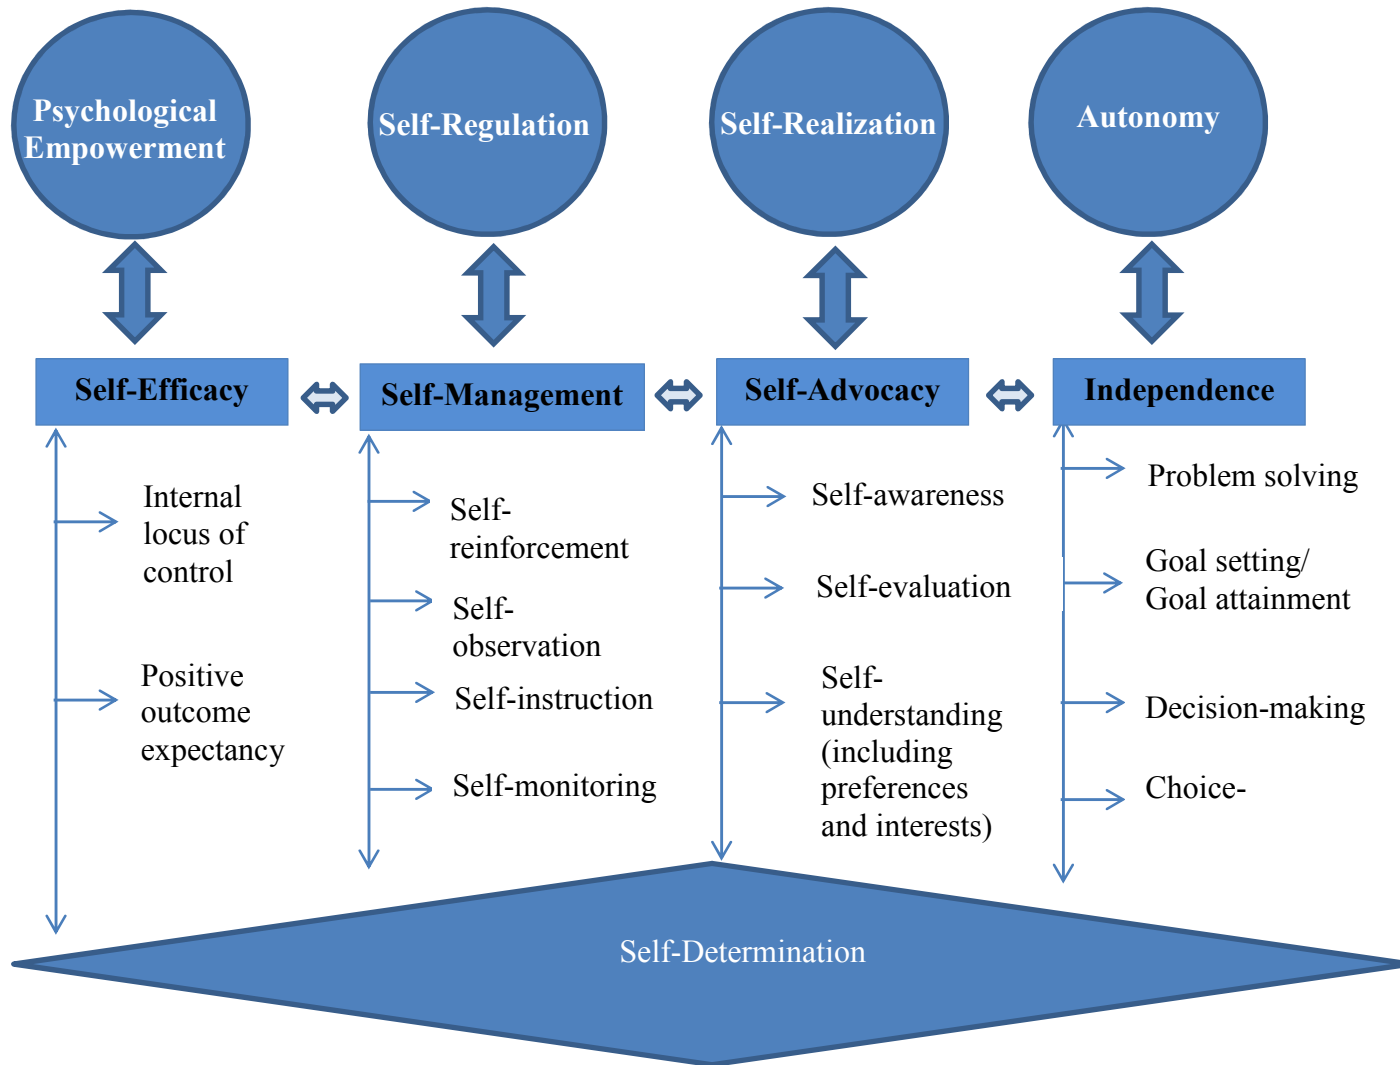 Psychological
Empowerment
Self-Regulation
Self-Realization
Autonomy
Self-Efficacy
Self-Management
Self-Advocacy
Independence
Internal
locus of
control
Positive
outcome
expectancy
Self-
reinforcement
Self-
observation
Self-instruction
Self-monitoring
Self-awareness
Self-evaluation
Self-
understanding
(including
preferences
and interests)
Problem solving
Goal setting/
Goal attainment
Decision-making
Choice-
Self-Determination